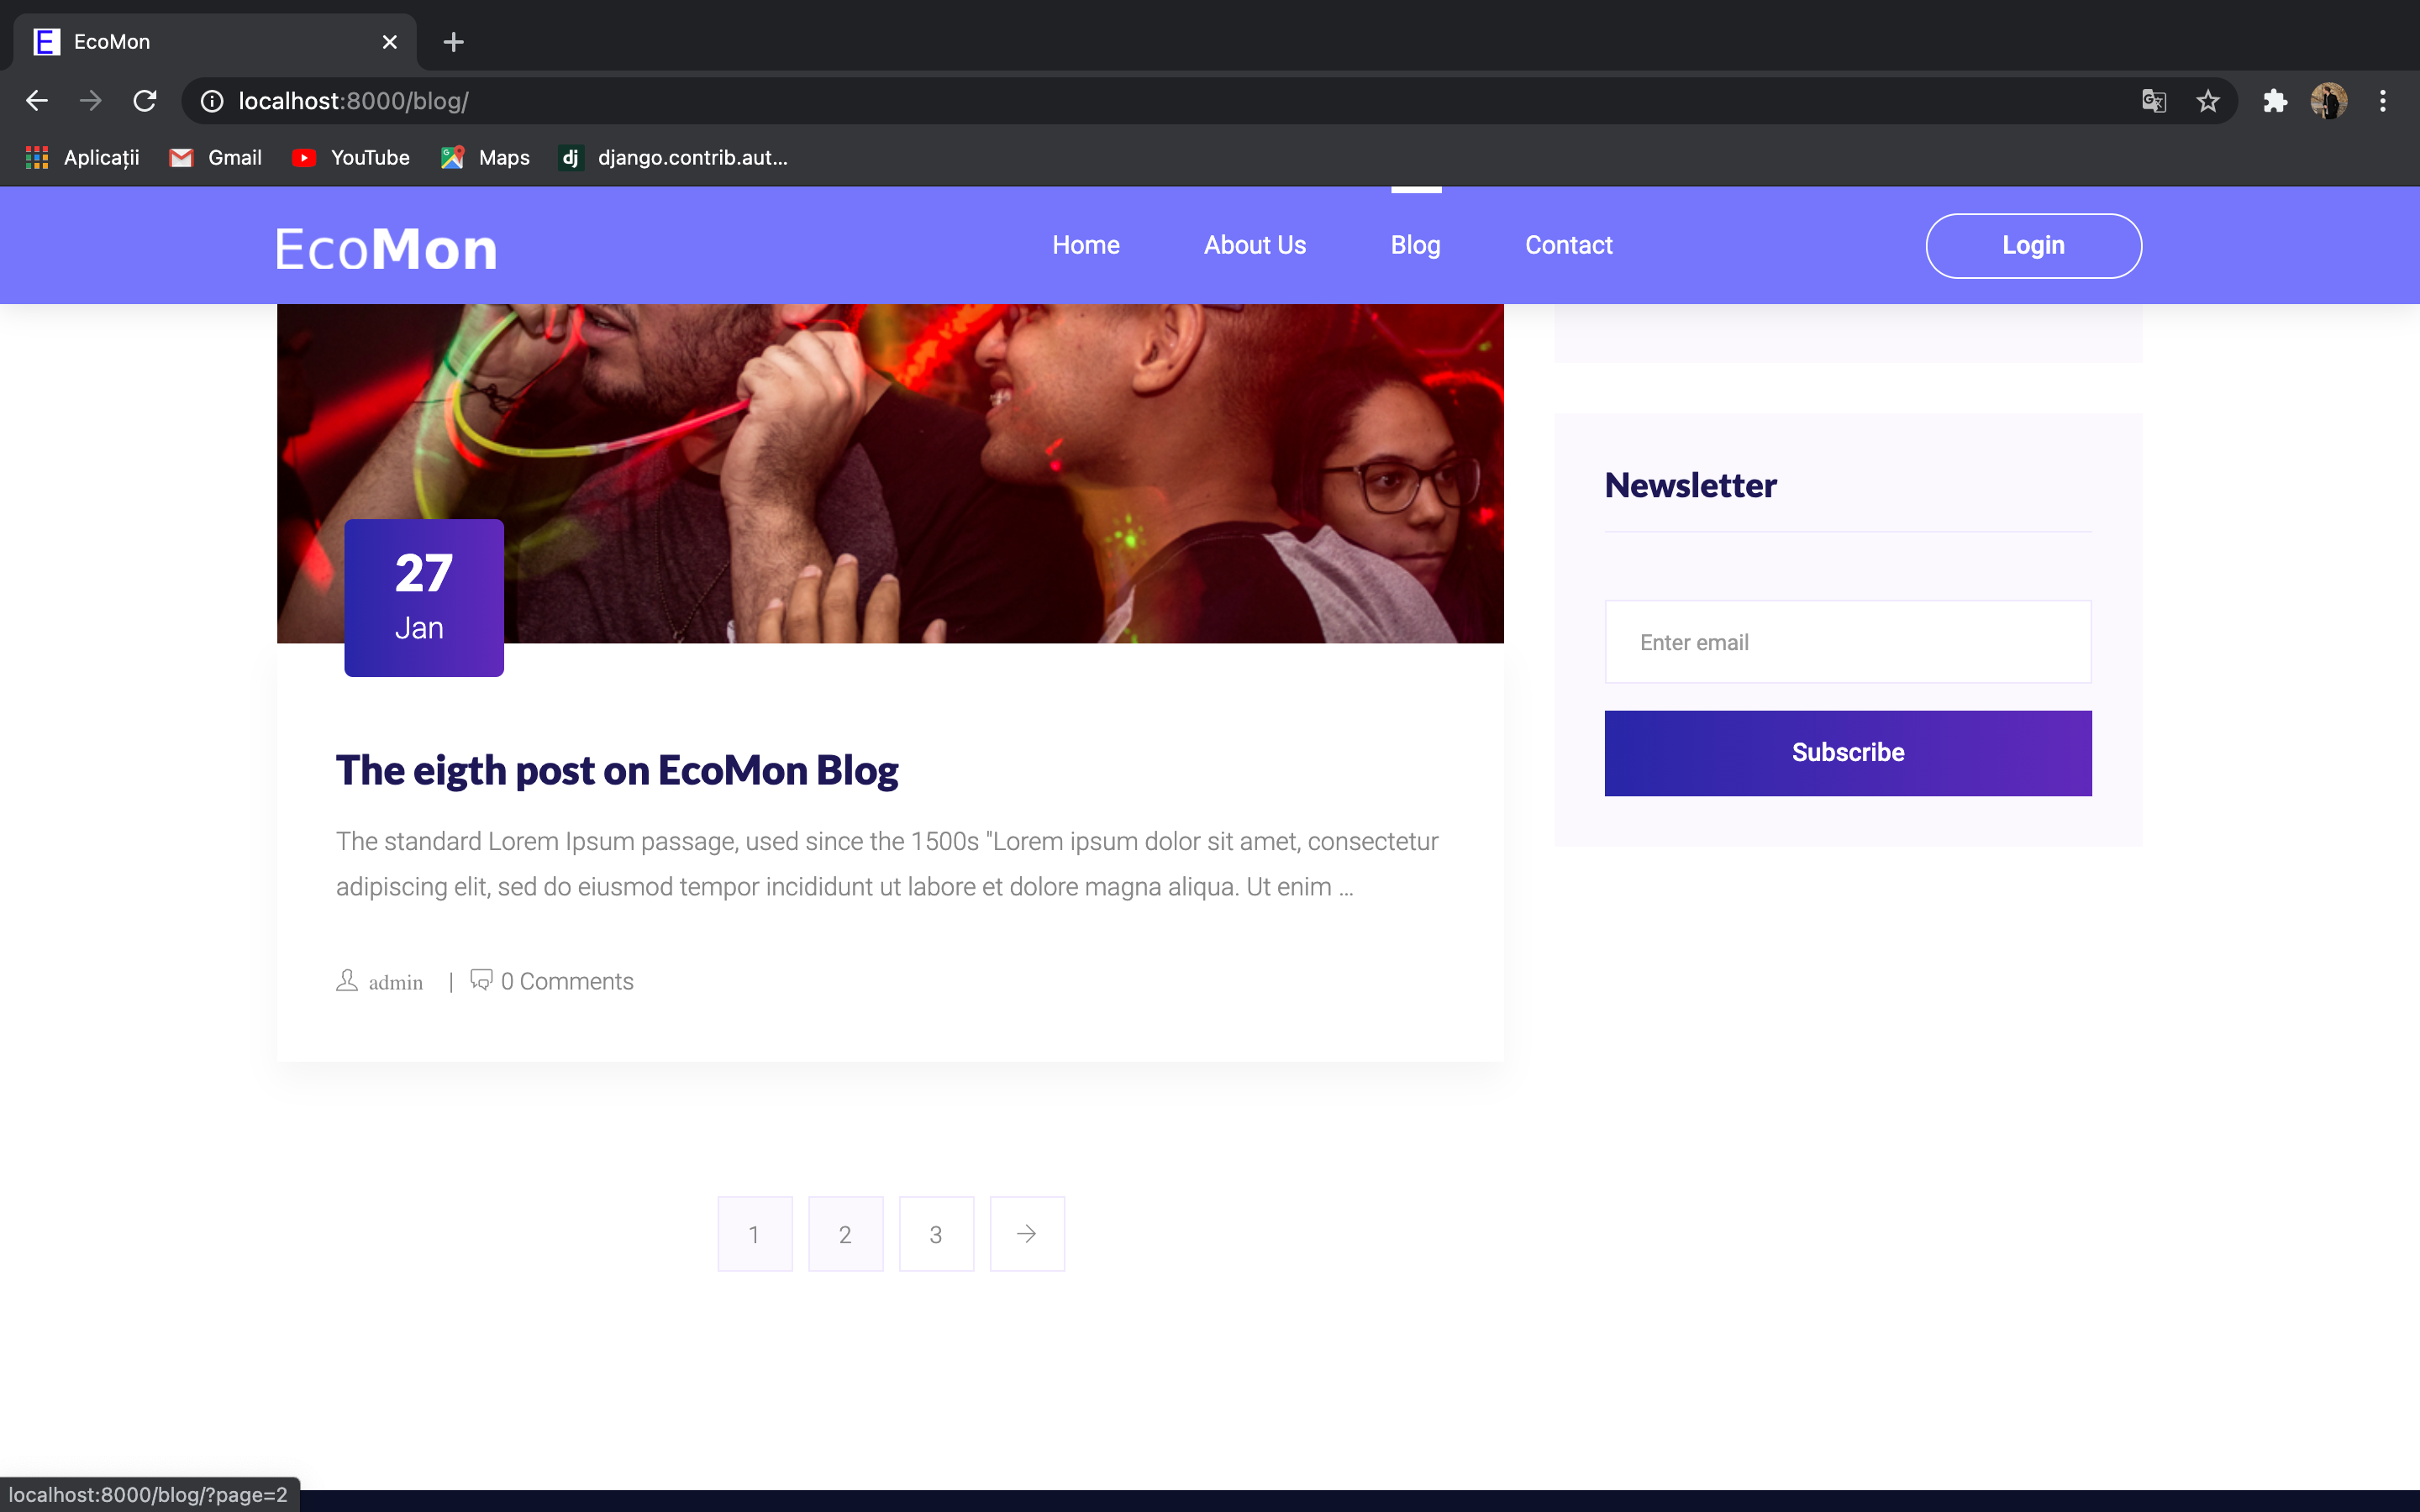 EcoMon
localhost:8000/blog/
Aplicații Gmail YouTube Maps dj django.contrib.aut...
EcoMon Home About Us Blog Contact Login
27
Jan
The eigth post on EcoMon Blog
The standard Lorem Ipsum passage, used since the 1500s "Lorem ipsum dolor sit amet, consectetur
adipiscing elit, sed do eiusmod tempor incididunt ut labore et dolore magna aliqua. Ut enim ...
admin | 0 Comments
1 2 3 →
Newsletter
Enter email
Subscribe
localhost:8000/blog/?page=2